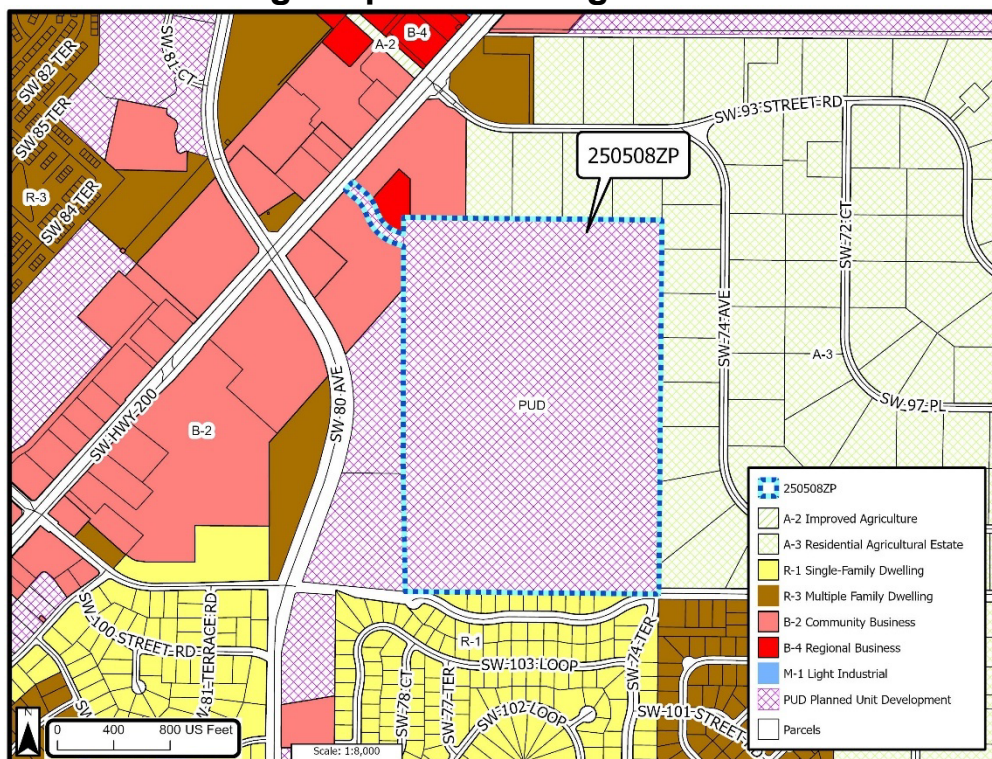 SW 82 TER
SW 85 TER
SW 84 TER
R-3
SW-81-CT
A-2
B-4
SW-93 STREET-RD
250508ZP
SW-72 CT
SW-74-AVE
A-3
SW-97-PL
SW-HWY-200
SW-80-AVE
B-2
PUD
SW-100-STREET-RD
SW-81-TERRACE-RD
R-1
SW-103-LOOP
SW-78-CT
SW-77-TER
SW-102-LOOP
SW-74-TER
SW-101-STREET-RD
250508ZP
A-2 Improved Agriculture
A-3 Residential Agricultural Estate
R-1 Single-Family Dwelling
R-3 Multiple Family Dwelling
B-2 Community Business
B-4 Regional Business
M-1 Light Industrial
PUD Planned Unit Development
Parcels
N
0 400 800 US Feet
Scale: 1:8,000